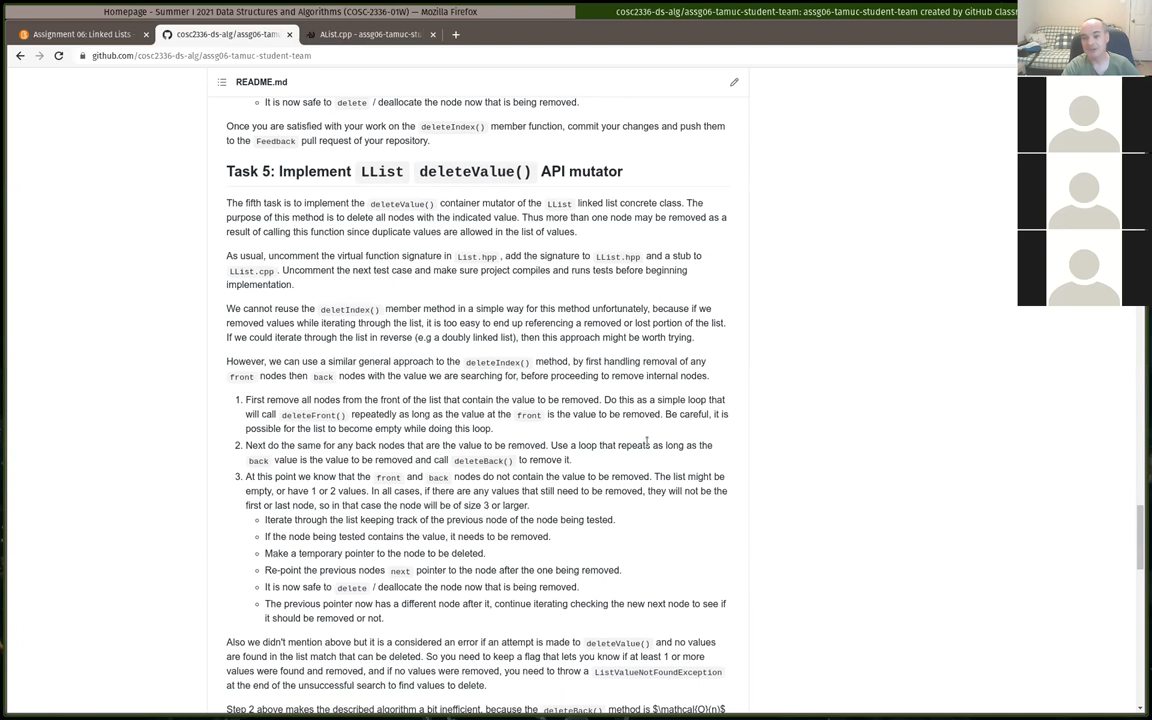 Homepage - Summer I 2021 Data Structures and Algorithms (COSC-2336-01W) — Mozilla Firefox
cosc2336-ds-alg/assg06-tamuc-student-team: assg06-tamuc-student-team created by GitHub Class
Assignment 06: Linked Lists
cosc2336-ds-alg/assg06-tamu
AList.cpp - assg06-tamuc-stu
github.com/cosc2336-ds-alg/assg06-tamuc-student-team
README.md
It is now safe to delete / deallocate the node now that is being removed.
Once you are satisfied with your work on the deleteIndex() member function, commit your changes and push them
to the Feedback pull request of your repository.
Task 5: Implement LList deleteValue() API mutator
The fifth task is to implement the deleteValue() container mutator of the LList linked list concrete class. The
purpose of this method is to delete all nodes with the indicated value. Thus more than one node may be removed as a
result of calling this function since duplicate values are allowed in the list of values.
As usual, uncomment the virtual function signature in List.hpp , add the signature to LList.hpp and a stub to
LList.cpp . Uncomment the next test case and make sure project compiles and runs tests before beginning
implementation.
We cannot reuse the deletIndex() member method in a simple way for this method unfortunately, because if we
removed values while iterating through the list, it is too easy to end up referencing a removed or lost portion of the list.
If we could iterate through the list in reverse (e.g a doubly linked list), then this approach might be worth trying.
However, we can use a similar general approach to the deleteIndex() method, by first handling removal of any
front nodes then back nodes with the value we are searching for, before proceeding to remove internal nodes.
1. First remove all nodes from the front of the list that contain the value to be removed. Do this as a simple loop that
will call deleteFront() repeatedly as long as the value at the front is the value to be removed. Be careful, it is
possible for the list to become empty while doing this loop.
2. Next do the same for any back nodes that are the value to be removed. Use a loop that repeats as long as the
back value is the value to be removed and call deleteBack() to remove it.
3. At this point we know that the front and back nodes do not contain the value to be removed. The list might be
empty, or have 1 or 2 values. In all cases, if there are any values that still need to be removed, they will not be the
first or last node, so in that case the node will be of size 3 or larger.
Iterate through the list keeping track of the previous node of the node being tested.
If the node being tested contains the value, it needs to be removed.
Make a temporary pointer to the node to be deleted.
Re-point the previous nodes next pointer to the node after the one being removed.
It is now safe to delete / deallocate the node now that is being removed.
The previous pointer now has a different node after it, continue iterating checking the new next node to see if
it should be removed or not.
Also we didn't mention above but it is a considered an error if an attempt is made to deleteValue() and no values
are found in the list match that can be deleted. So you need to keep a flag that lets you know if at least 1 or more
values were found and removed, and if no values were removed, you need to throw a ListValueNotFoundException
at the end of the unsuccessful search to find values to delete.
Step 2 above makes the described algorithm a bit inefficient, because the deleteBack() method is $\mathcal{O}(n)$